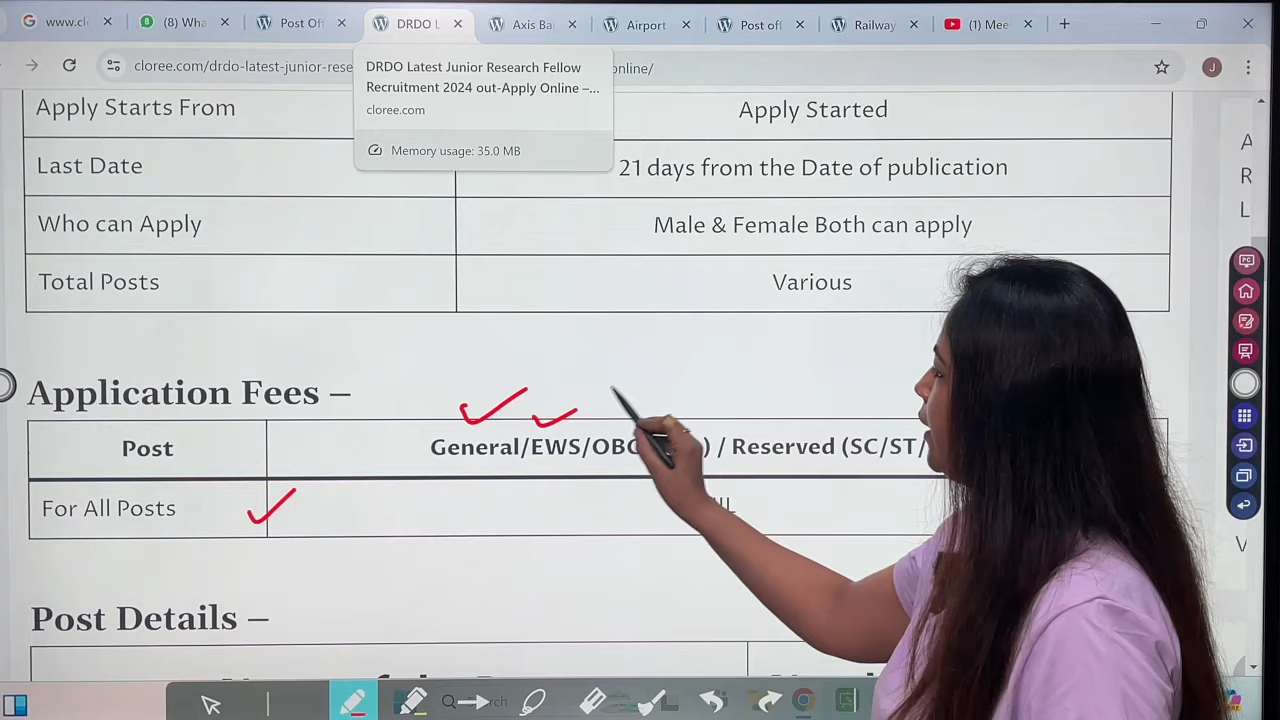 www.cl
(8) Wha
Post Of
DRDO L
Axis Ba
Airport
Post off
Railway
(1) Mee
cloree.com/drdo-latest-junior-rese
online/
J
DRDO Latest Junior Research Fellow
Recruitment 2024 out-Apply Online –...
cloree.com
Memory usage: 35.0 MB
Apply Starts From
Apply Started
Last Date
21 days from the Date of publication
Who can Apply
Male & Female Both can apply
Total Posts
Various
A
R
L
PC
Application Fees –
Post
General/EWS/OBC ) / Reserved (SC/ST/
For All Posts
V
Post Details –